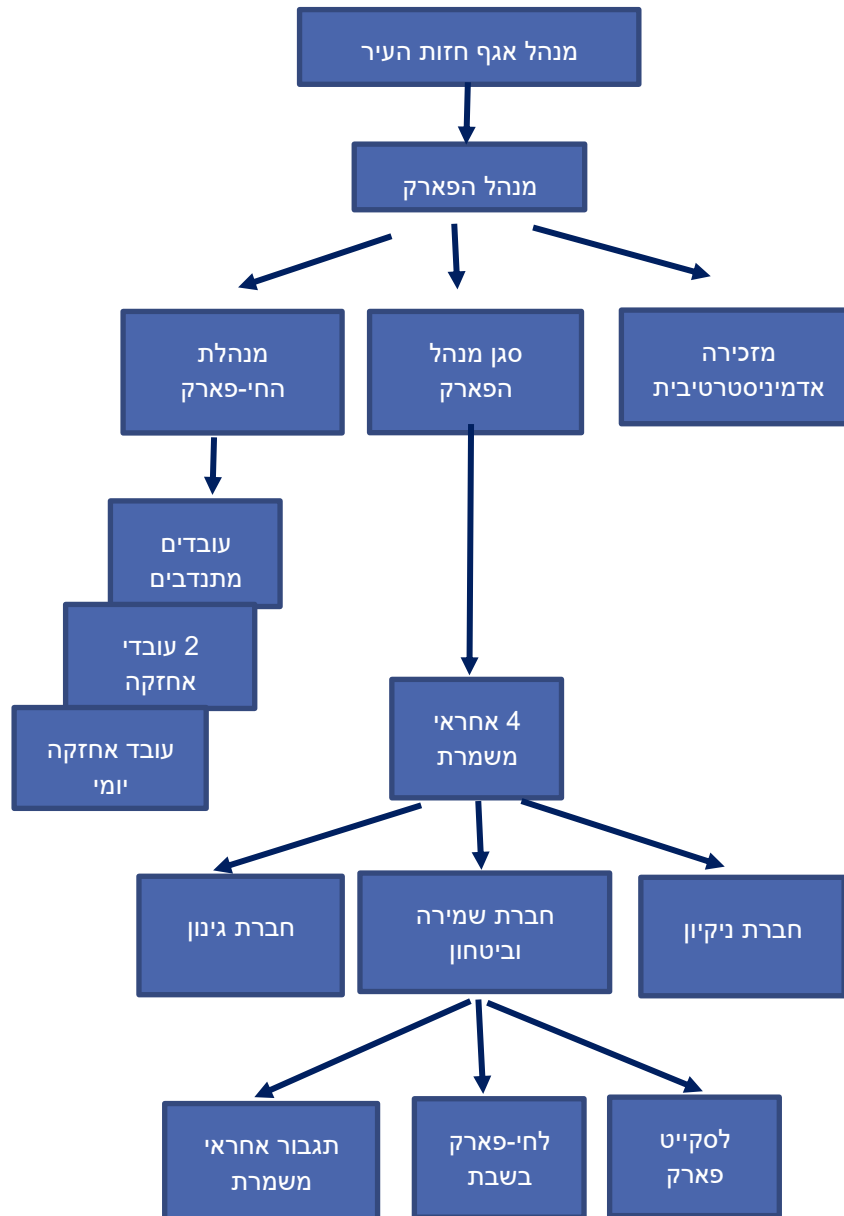 מנהל אגף חזות העיר
מנהל הפארק
מזכירה
אדמיניסטרטיבית
סגן מנהל
הפארק
מנהלת
החי-פארק
עובדים
מתנדבים
2 עובדי
אחזקה
עובד אחזקה
יומי
4 אחראי
משמרת
חברת ניקיון
חברת שמירה
וביטחון
חברת גינון
לסקייט
פארק
לחי-פארק
בשבת
תגבור אחראי
משמרת